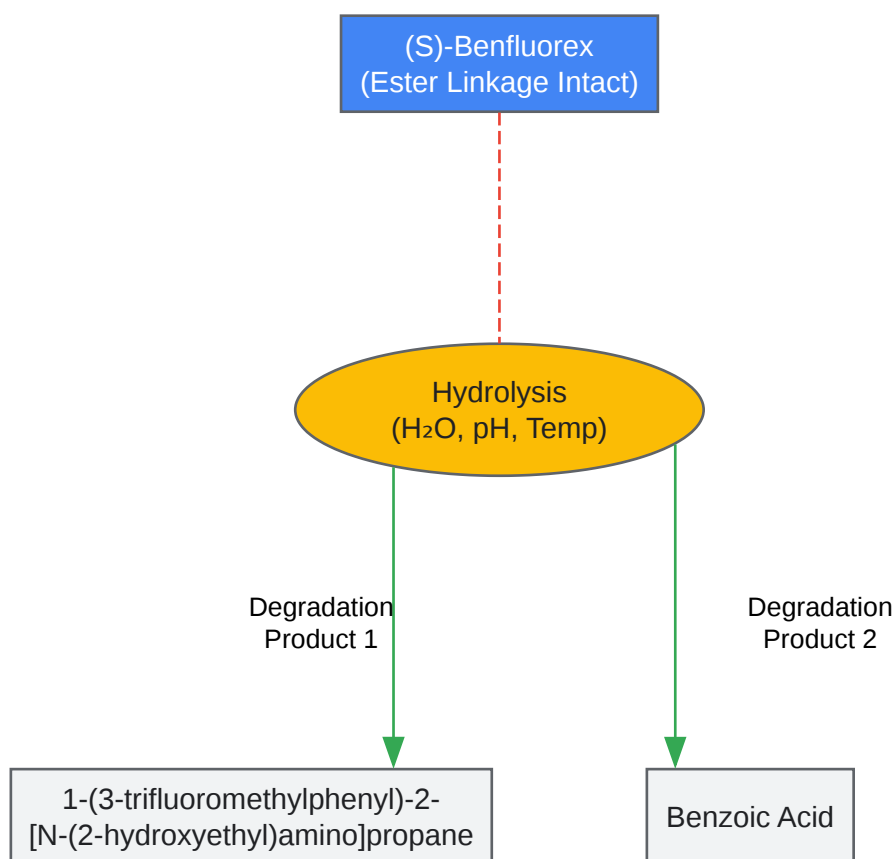 (S)-Benfluorex
(Ester Linkage Intact)
Hydrolysis
(H₂O, pH, Temp)
Degradation
Product 1
Degradation
Product 2
1-(3-trifluoromethylphenyl)-2-
[N-(2-hydroxyethyl)amino]propane
Benzoic Acid